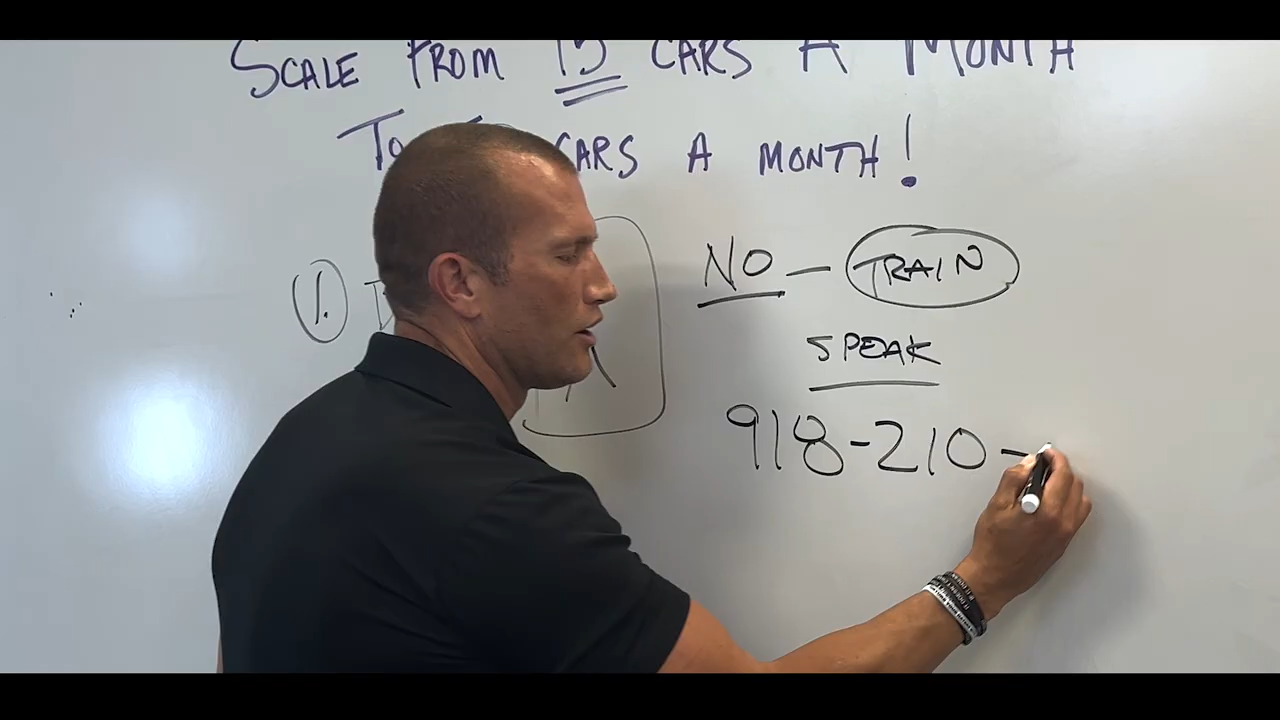 SCALE FROM 15 CARS A MONTH
TO CARS A MONTH!
1.
NO - TRAIN
SPEAK
918-210-